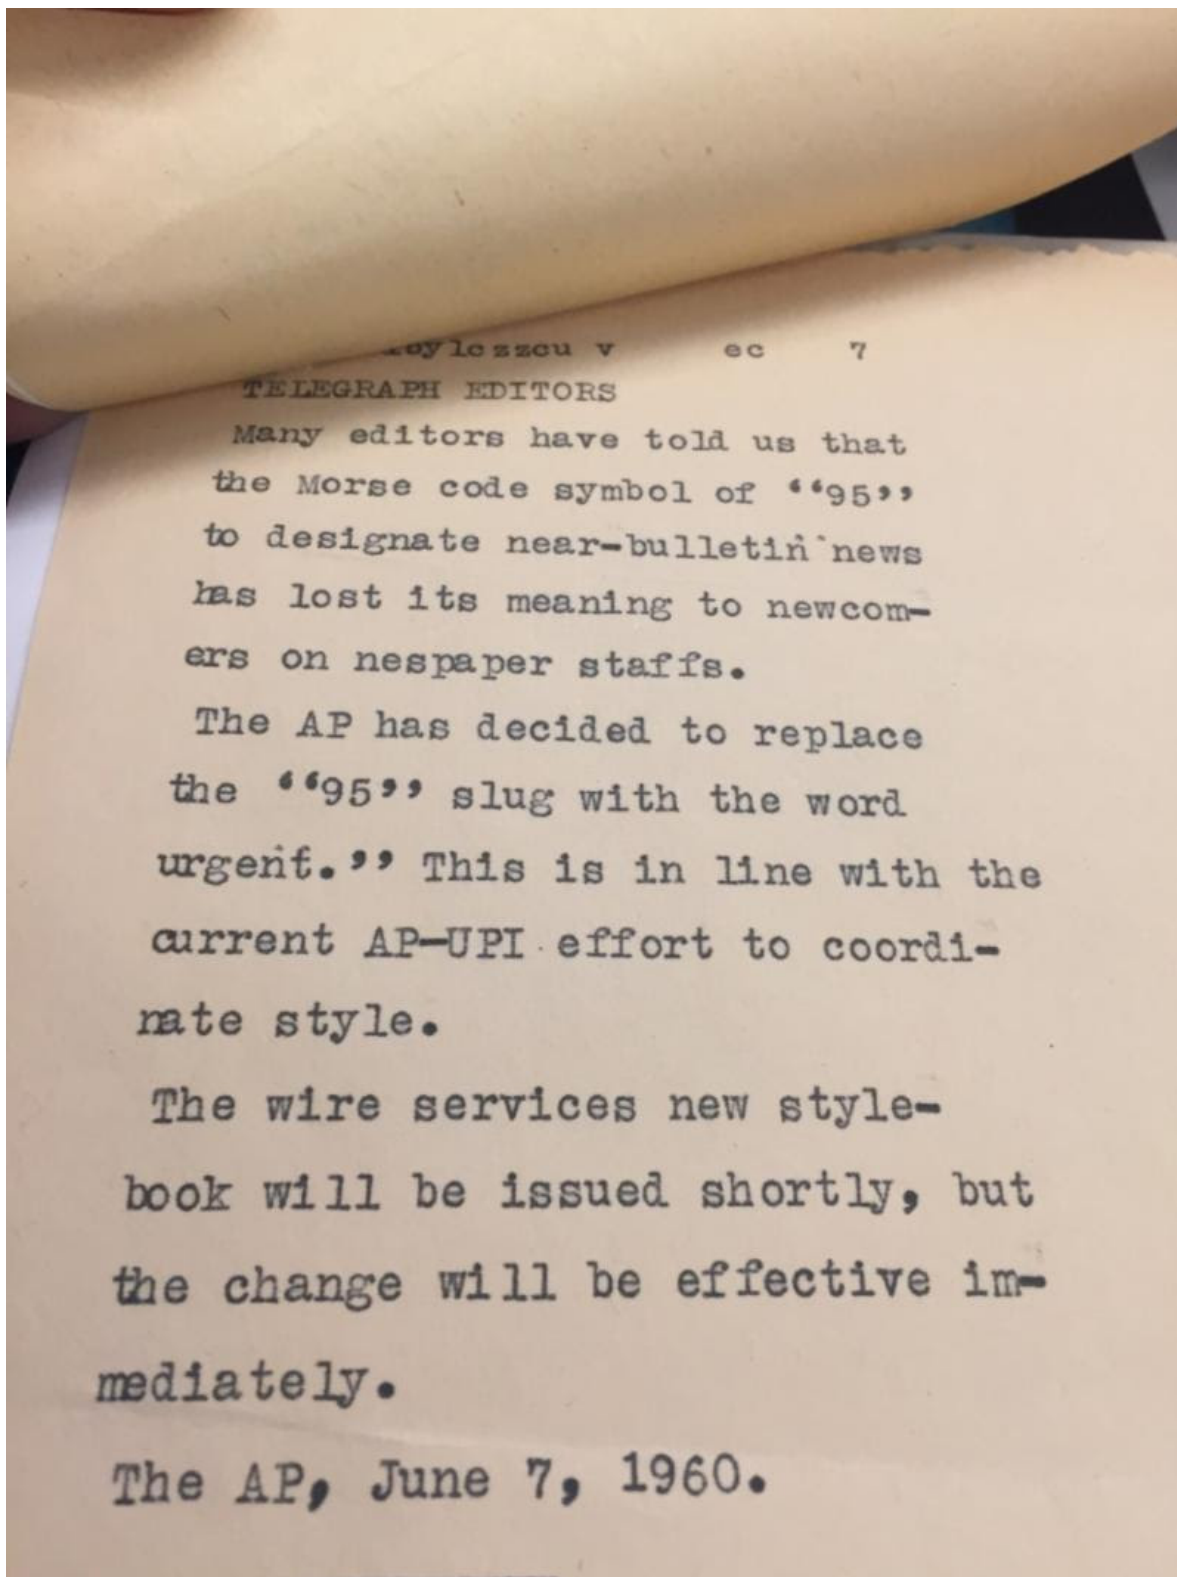 ec 7
TELEGRAPH EDITORS
Many editors have told us that
the Morse code symbol of ‘‘95’’
to designate near-bulletin news
has lost its meaning to newcom-
ers on nespaper staffs.
The AP has decided to replace
the ‘‘95’’ slug with the word
urgent.’’ This is in line with the
current AP-UPI effort to coordi-
nate style.
The wire services new style-
book will be issued shortly, but
the change will be effective im-
mediately.
The AP, June 7, 1960.